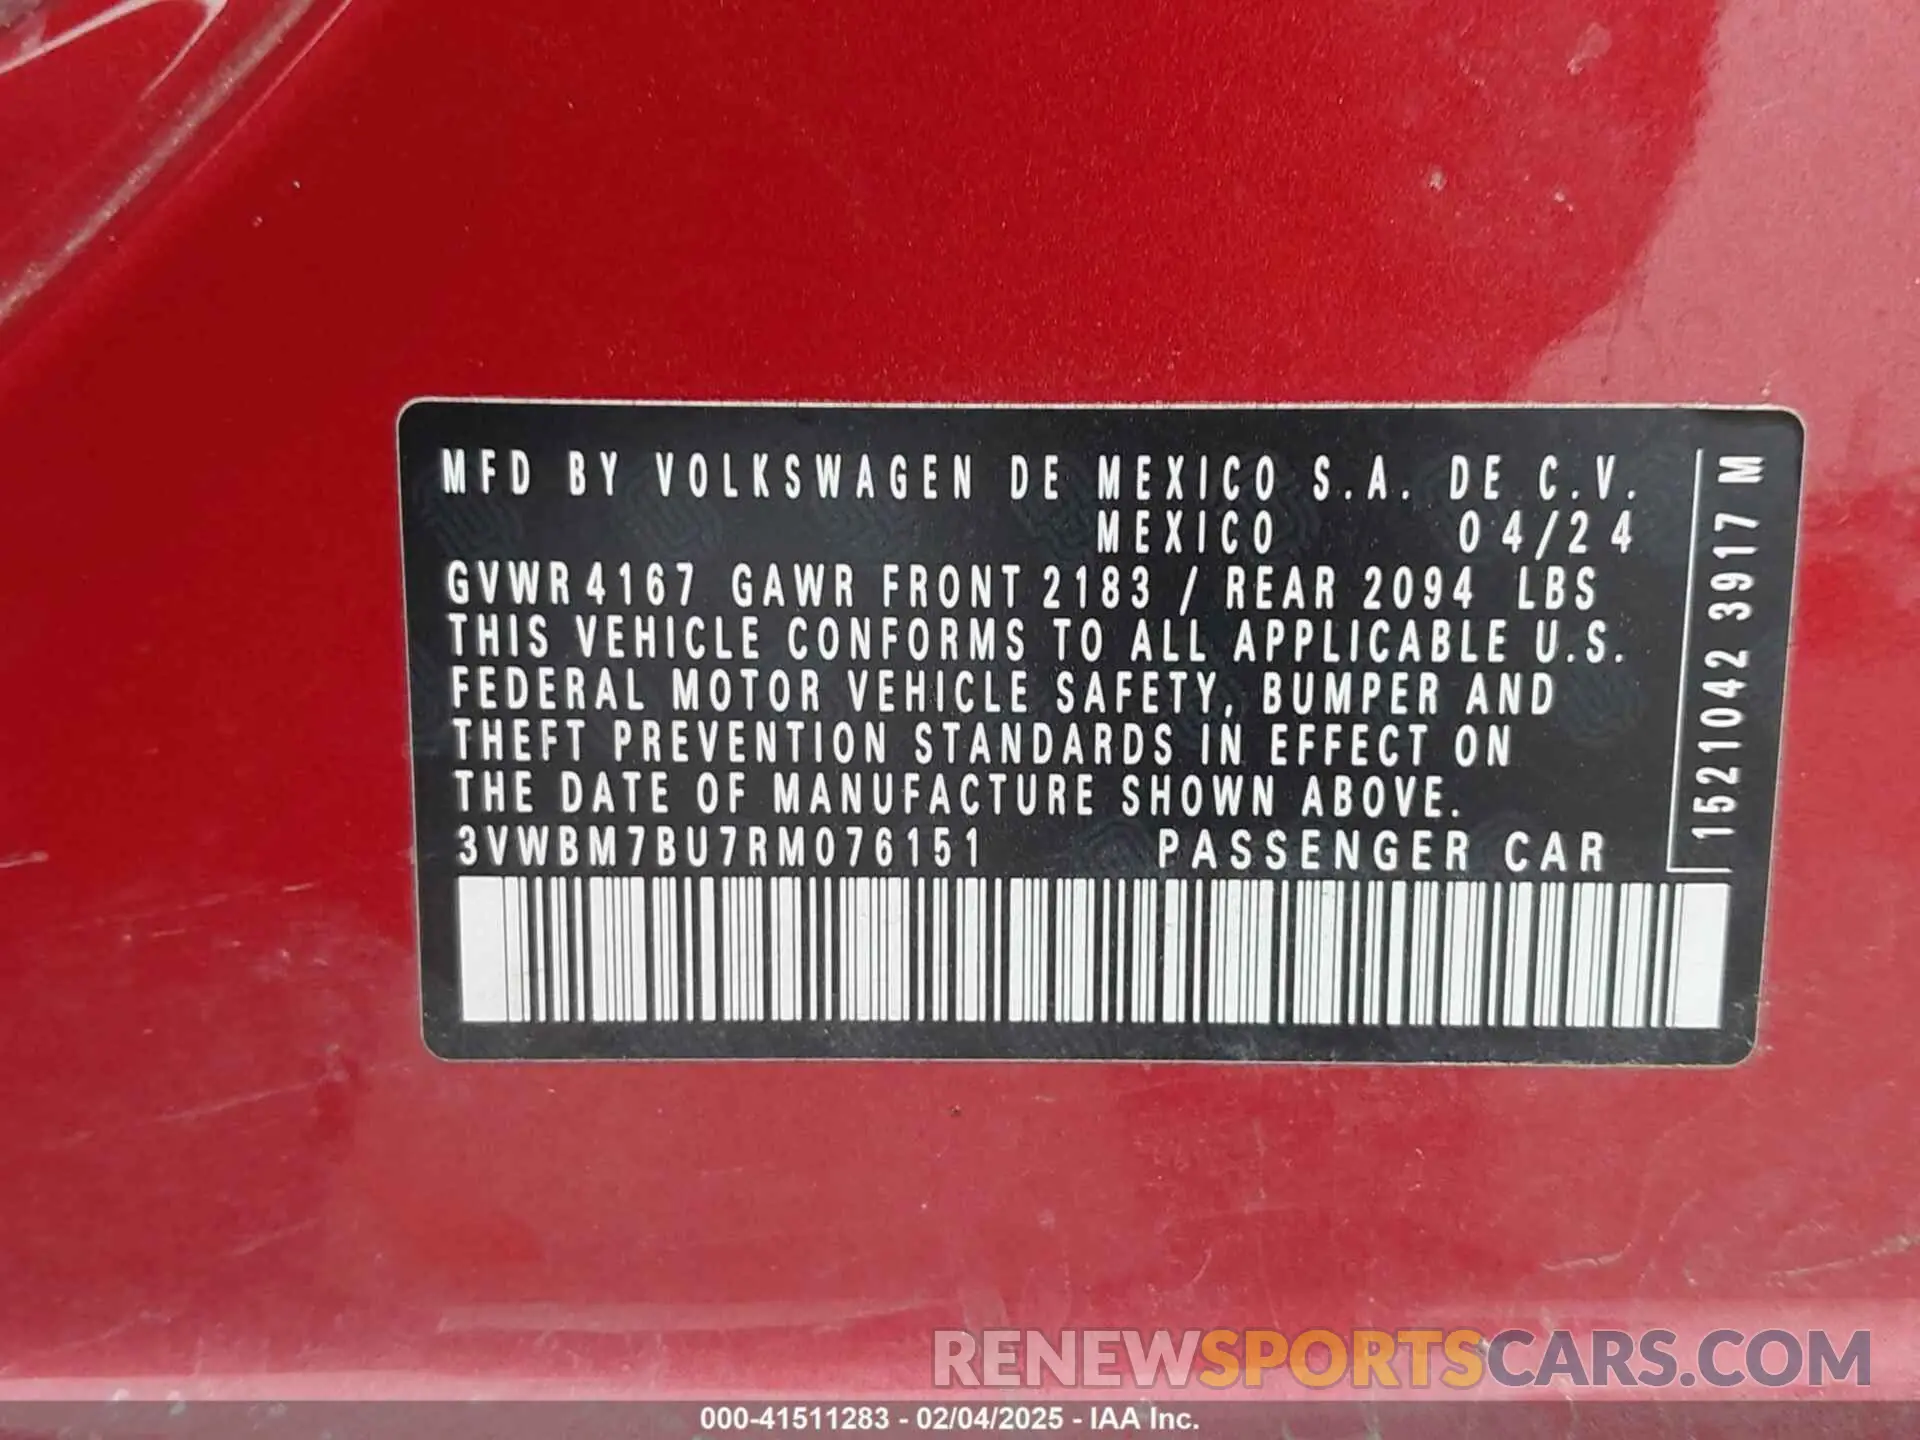 MFD BY VOLKSWAGEN DE MEXICO S.A. DE C.V.
MEXICO 04/24
GVWR 4167 GAWR FRONT 2183 / REAR 2094 LBS
THIS VEHICLE CONFORMS TO ALL APPLICABLE U.S.
FEDERAL MOTOR VEHICLE SAFETY, BUMPER AND
THEFT PREVENTION STANDARDS IN EFFECT ON
THE DATE OF MANUFACTURE SHOWN ABOVE.
3VWBM7BU7RM076151 PASSENGER CAR
1521042 3917 M
RENEWSPORTSCARS.COM
000-41511283 - 02/04/2025 - IAA Inc.